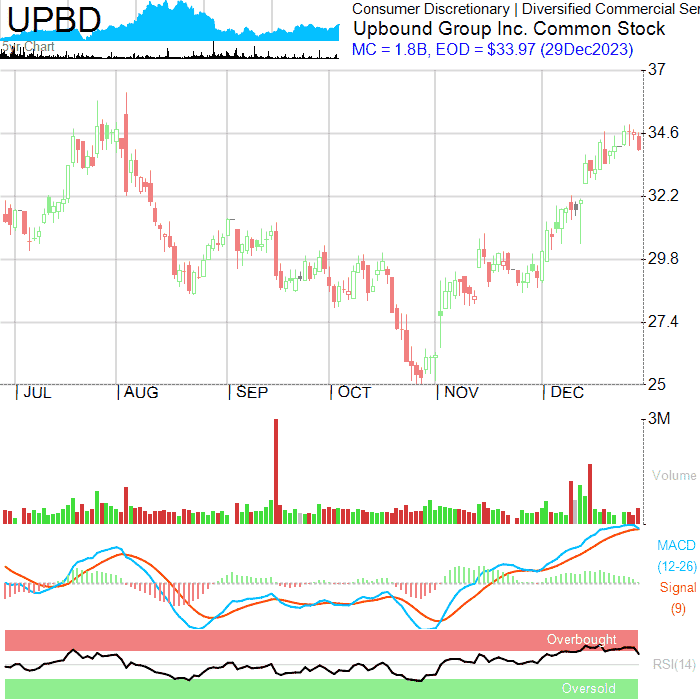 UPBD
5yr Chart
Consumer Discretionary | Diversified Commercial Ser
Upbound Group Inc. Common Stock
MC = 1.8B, EOD = $33.97 (29Dec2023)
37
34.6
32.2
29.8
27.4
25
JUL AUG SEP OCT NOV DEC
3M
Volume
MACD
(12-26)
Signal
(9)
Overbought
RSI(14)
Oversold